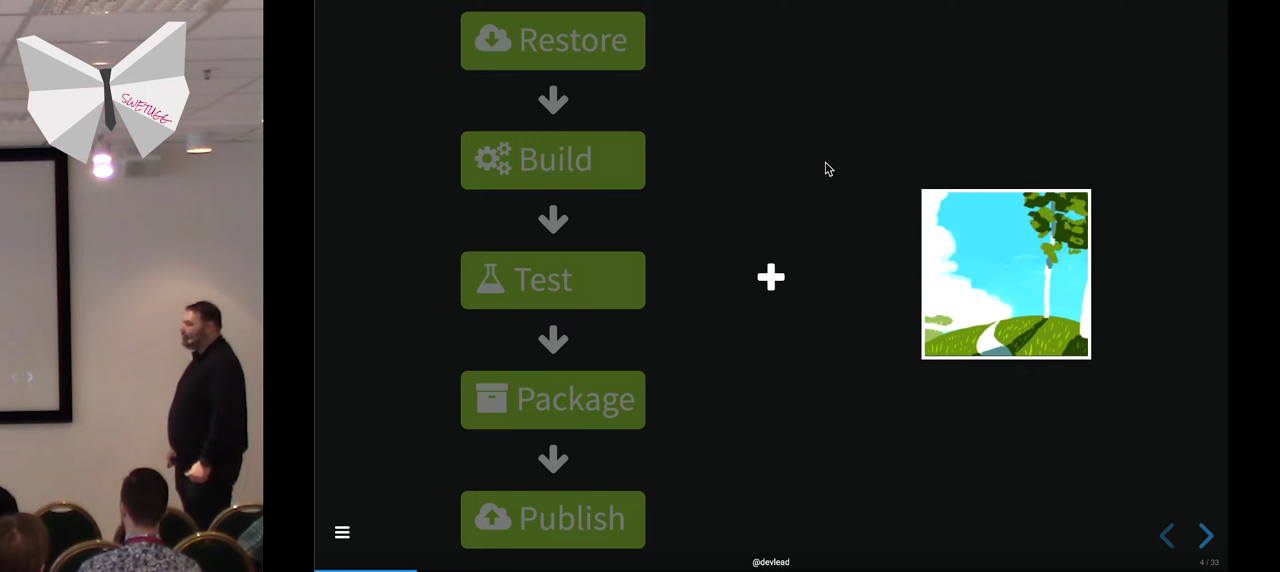 SWETUGG
Restore
Build
Test
Package
Publish
@devlead
4 / 33